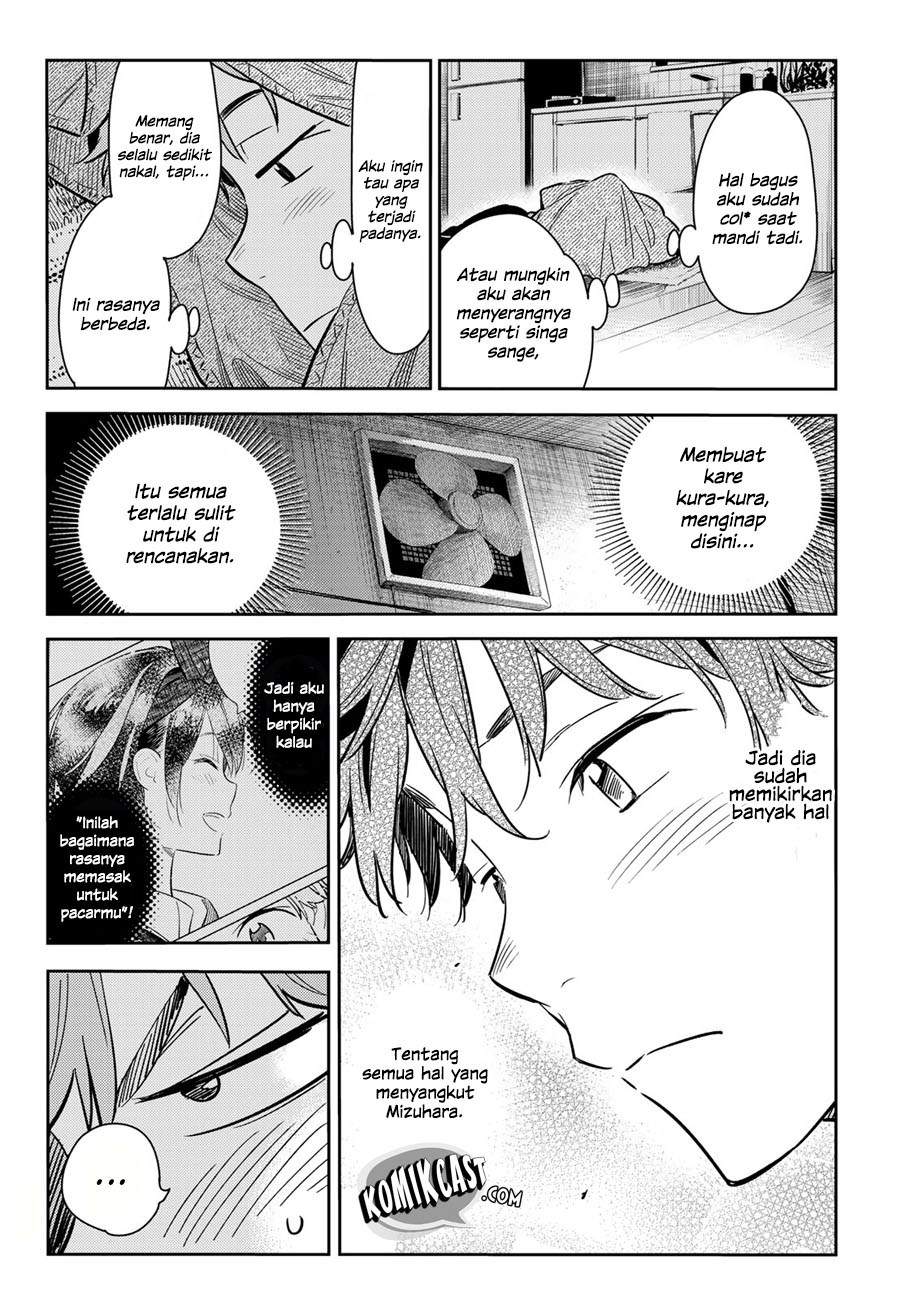 Hal bagus
aku sudah
col* saat
mandi tadi.
Atau mungkin
aku akan
menyerangnya
seperti singa
sange,
Aku ingin
tau apa
yang
terjadi
padanya.
Memang
benar, dia
selalu sedikit
nakal, tapi...
Ini rasanya
berbeda.
Membuat
kare
kura-kura,
menginap
disini...
Itu semua
terlalu sulit
untuk di
rencanakan.
Jadi dia
sudah
memikirkan
banyak hal
Tentang
semua hal yang
menyangkut
Mizuhara.
Jadi aku
hanya
berpikir
kalau
"Inilah
bagaimana
rasanya
memasak
untuk
pacarmu"!
...
KOMIKCAST.COM